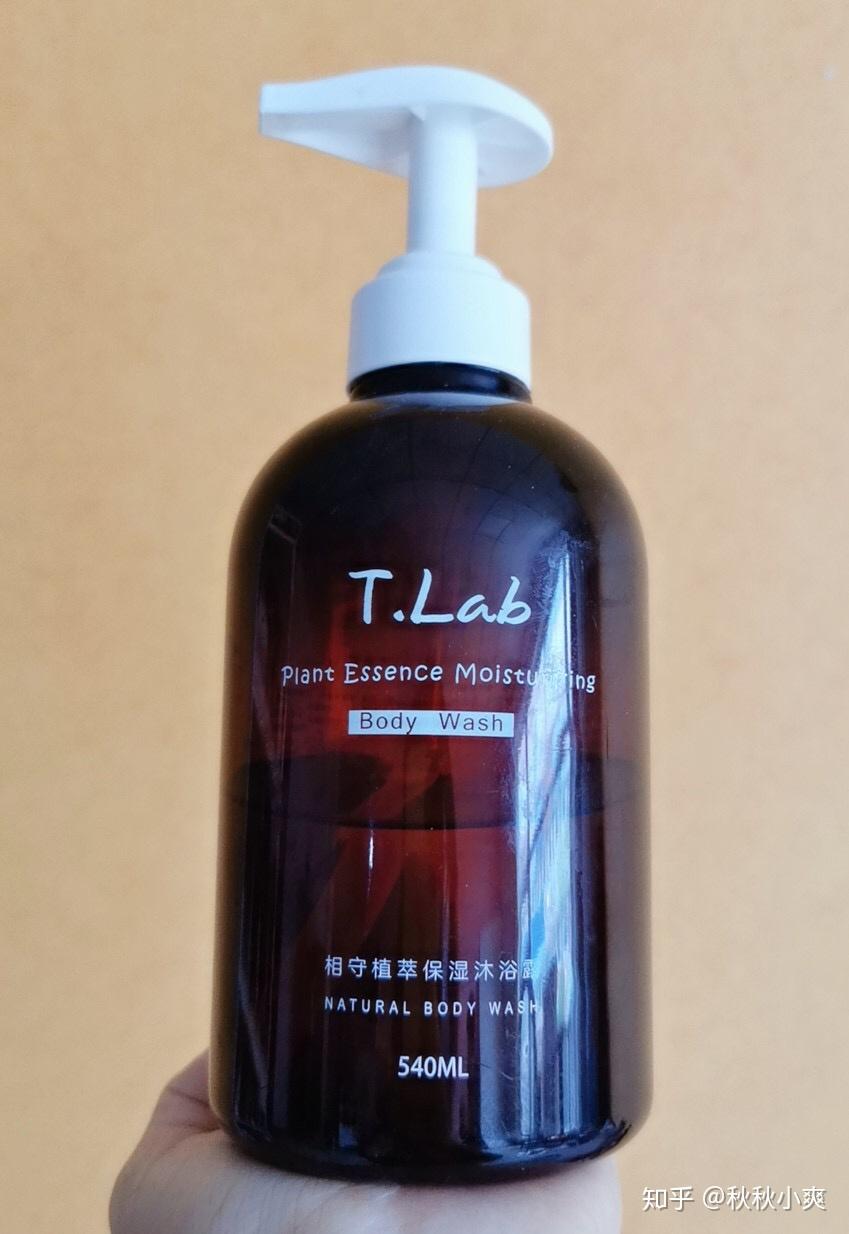 T.Lab
Plant Essence Moisturizing
Body Wash
相守植萃保湿沐浴露
NATURAL BODY WASH
540ML
知乎 @秋秋小爽